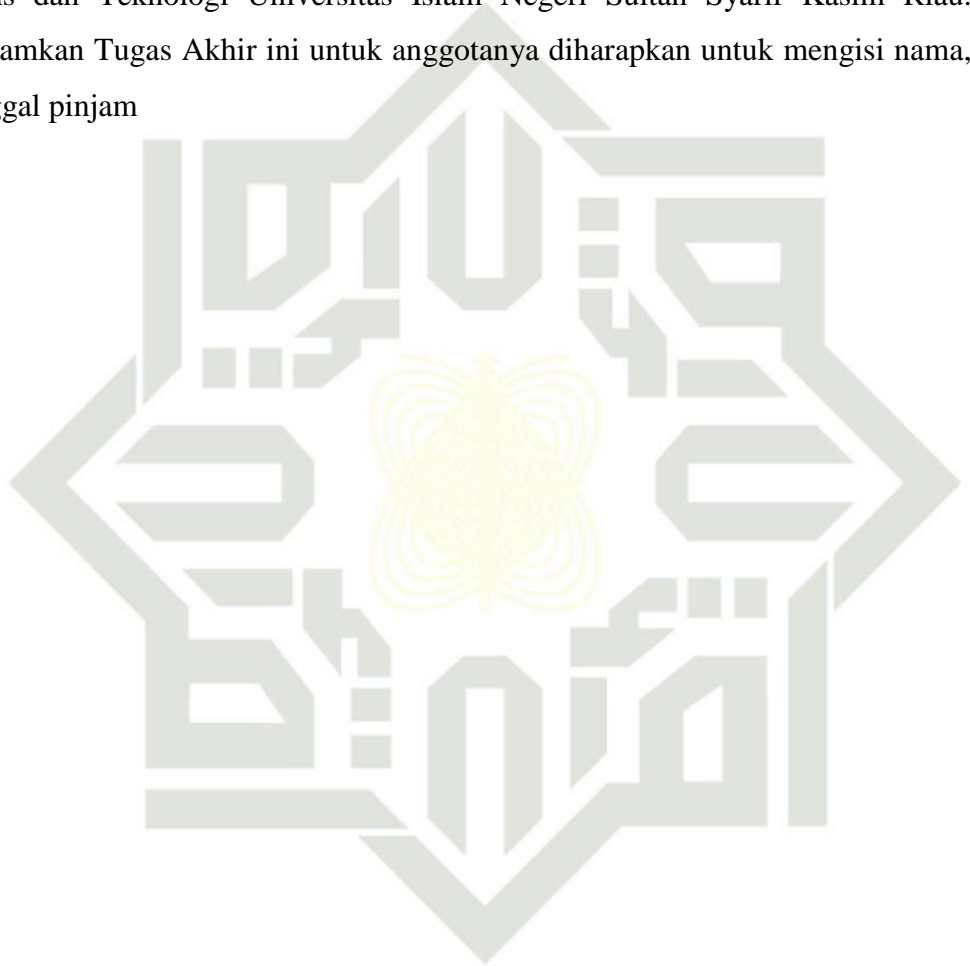 dan Teknologi Universitas Islam Negeri Sultan Syarif Kasim Riau.
amkan Tugas Akhir ini untuk anggotanya diharapkan untuk mengisi nama,
ggal pinjam